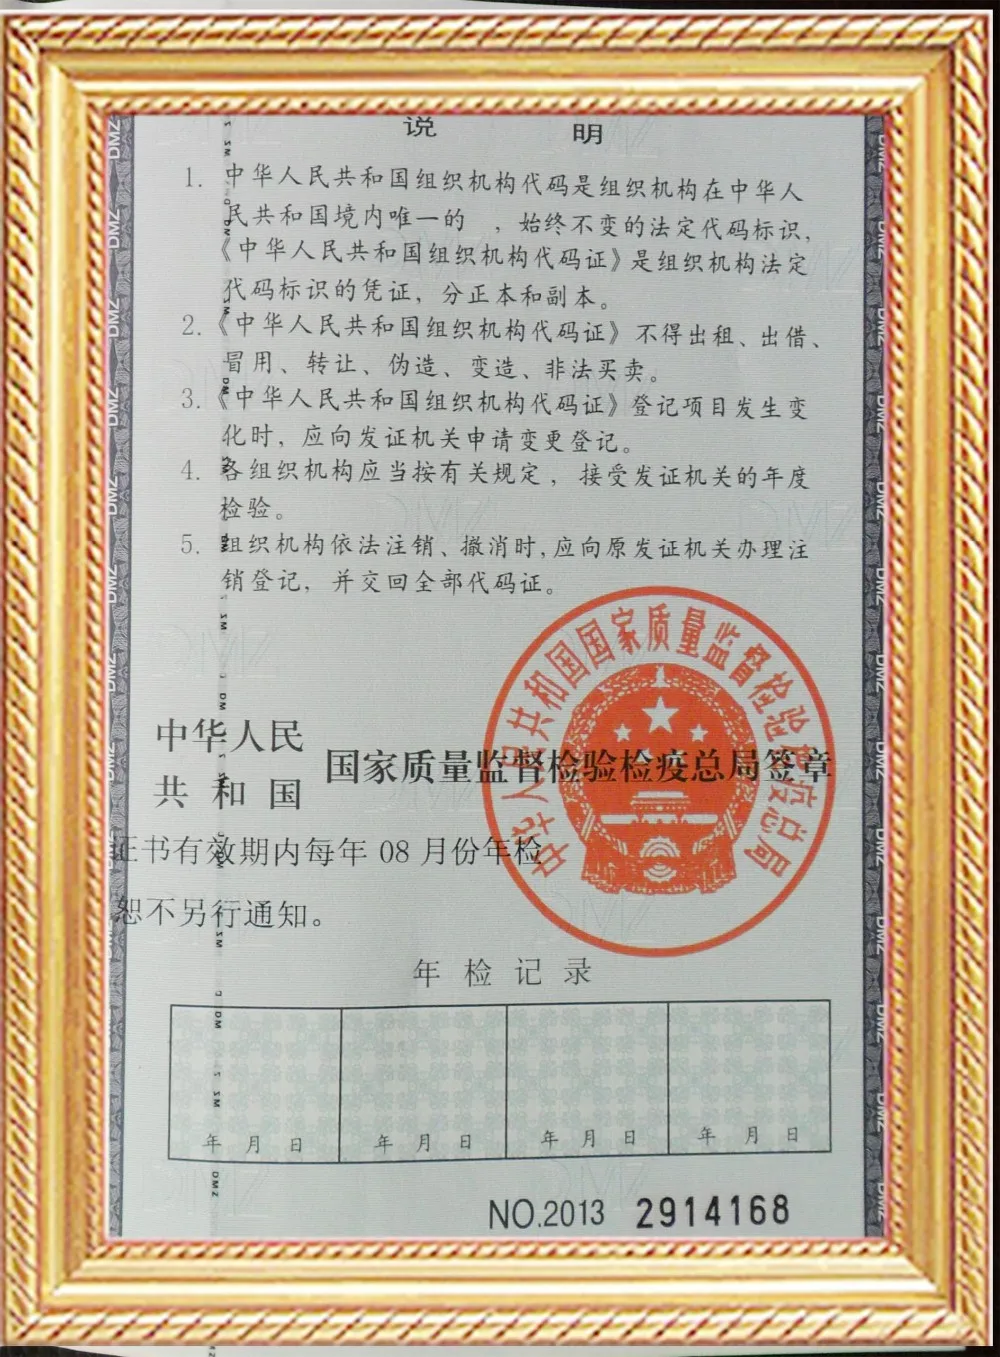 说 明
1. 中华人民共和国组织机构代码是组织机构在中华人
民共和国境内唯一的 ，始终不变的法定代码标识，
《中华人民共和国组织机构代码证》是组织机构法定
代码标识的凭证，分正本和副本。
2.《中华人民共和国组织机构代码证》不得出租、出借、
冒用、转让、伪造、变造、非法买卖。
3.《中华人民共和国组织机构代码证》登记项目发生变
化时，应向发证机关申请变更登记。
4. 各组织机构应当按有关规定，接受发证机关的年度
检验。
5. 组织机构依法注销、撤消时，应向原发证机关办理注
销登记，并交回全部代码证。
中华人民共和国国家质量监督检验检疫总局
中华人民
共和国 国家质量监督检验检疫总局签章
证书有效期内每年 08 月份年检
恕不另行通知。
年 检 记 录
年 月 日 年 月 日 年 月 日 年 月 日
NO.2013 2914168